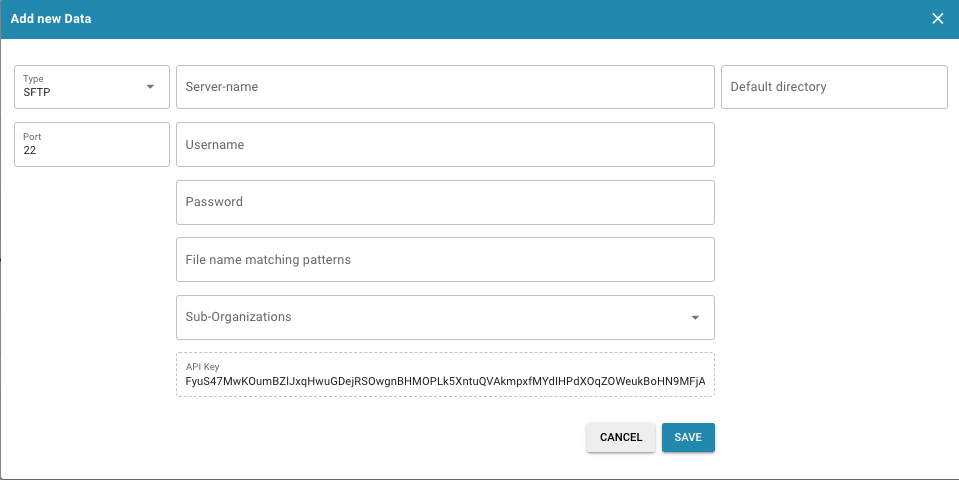 Add new Data
Type
SFTP
Server-name
Default directory
Port
22
Username
Password
File name matching patterns
Sub-Organizations
API Key
FyuS47MwKOumBZlJxqHwuGDejRSOwgnBHMOPLk5XntuQVAkmpxfMYdIHPdXOqZOWeukBoHN9MFjA
CANCEL
SAVE